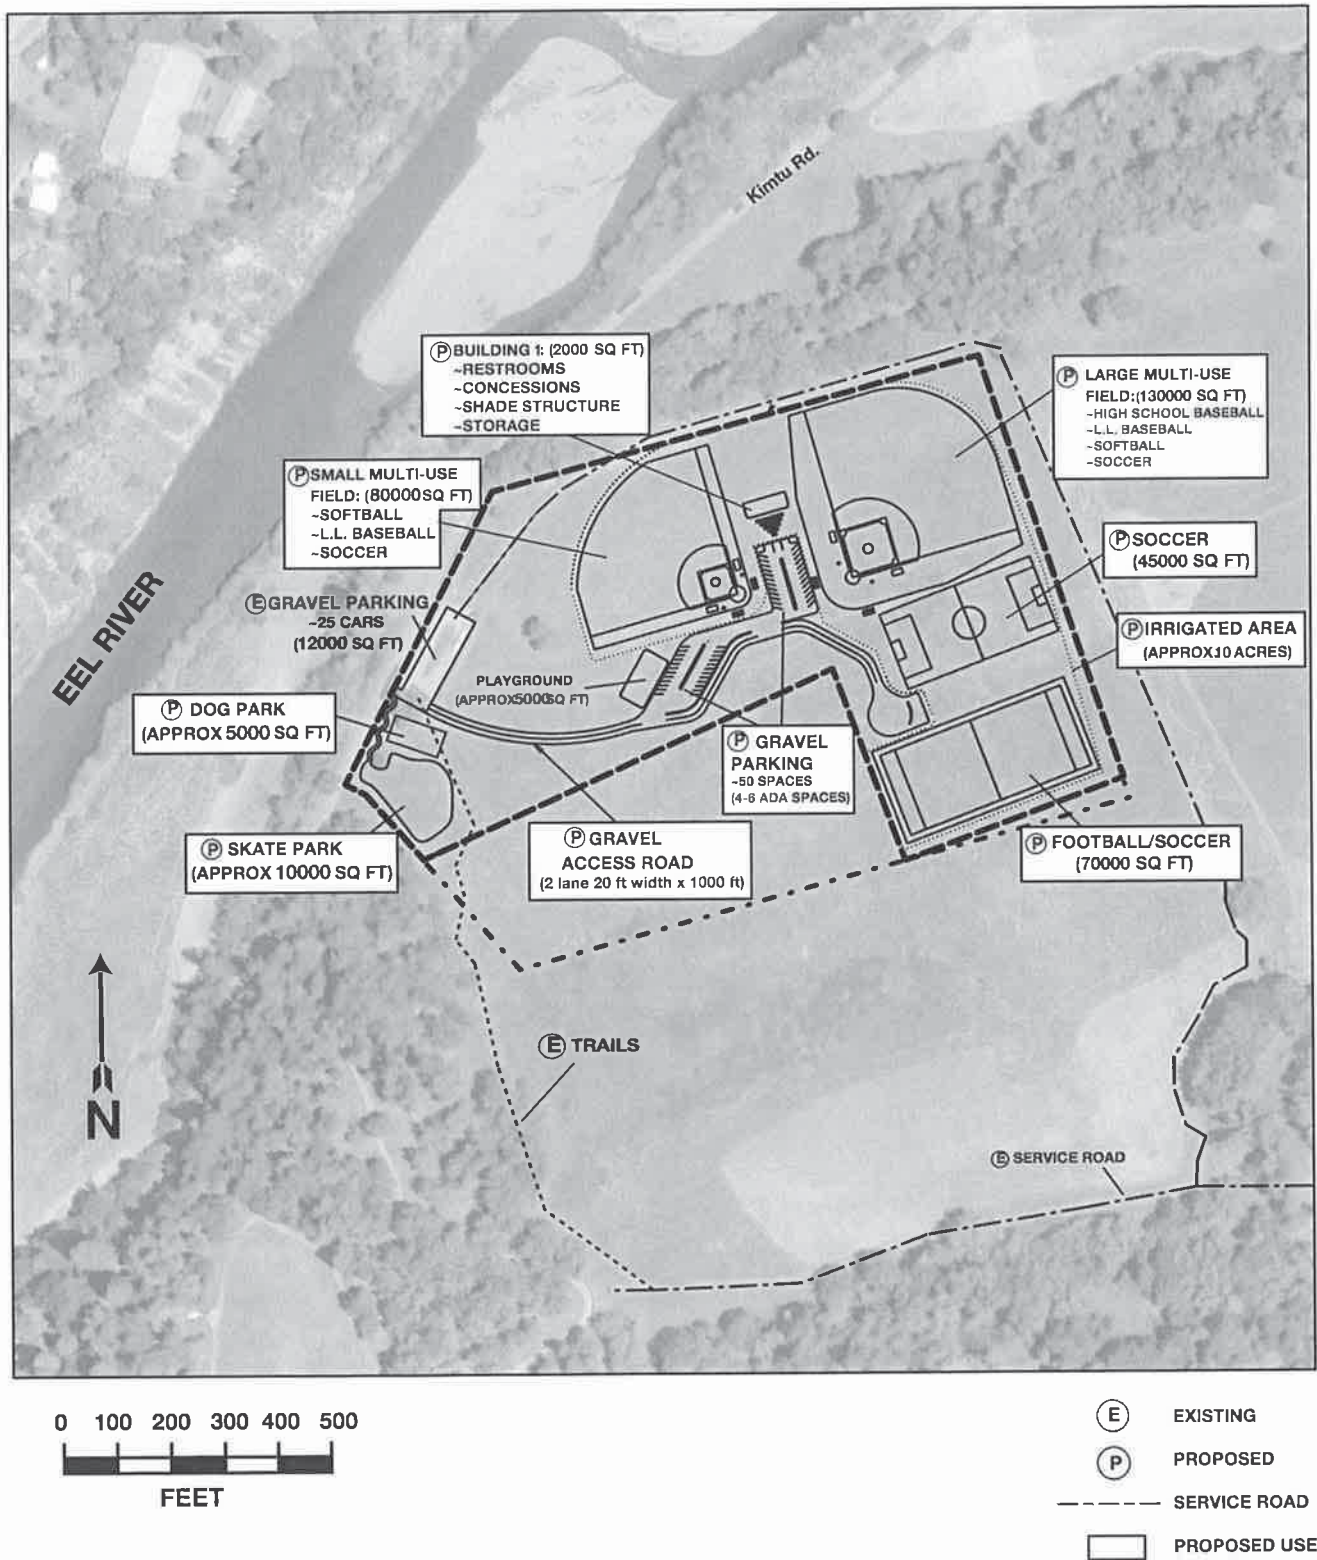 Kimtu Rd.
Ⓟ BUILDING 1: (2000 SQ FT)
~RESTROOMS
~CONCESSIONS
~SHADE STRUCTURE
~STORAGE
Ⓟ LARGE MULTI-USE
FIELD:(130000 SQ FT)
~HIGH SCHOOL BASEBALL
~L.L. BASEBALL
~SOFTBALL
~SOCCER
Ⓟ SMALL MULTI-USE
FIELD: (80000 SQ FT)
~SOFTBALL
~L.L. BASEBALL
~SOCCER
Ⓟ SOCCER
(45000 SQ FT)
EEL RIVER
Ⓔ GRAVEL PARKING
~25 CARS
(12000 SQ FT)
Ⓟ IRRIGATED AREA
(APPROX.10 ACRES)
PLAYGROUND
(APPROX5000SQ FT)
Ⓟ DOG PARK
(APPROX 5000 SQ FT)
Ⓟ GRAVEL
PARKING
~50 SPACES
(4-6 ADA SPACES)
Ⓟ SKATE PARK
(APPROX 10000 SQ FT)
Ⓟ GRAVEL
ACCESS ROAD
(2 lane 20 ft width x 1000 ft)
Ⓟ FOOTBALL/SOCCER
(70000 SQ FT)
Ⓔ TRAILS
N
Ⓔ SERVICE ROAD
0 100 200 300 400 500
FEET
Ⓔ EXISTING
Ⓟ PROPOSED
SERVICE ROAD
PROPOSED USE